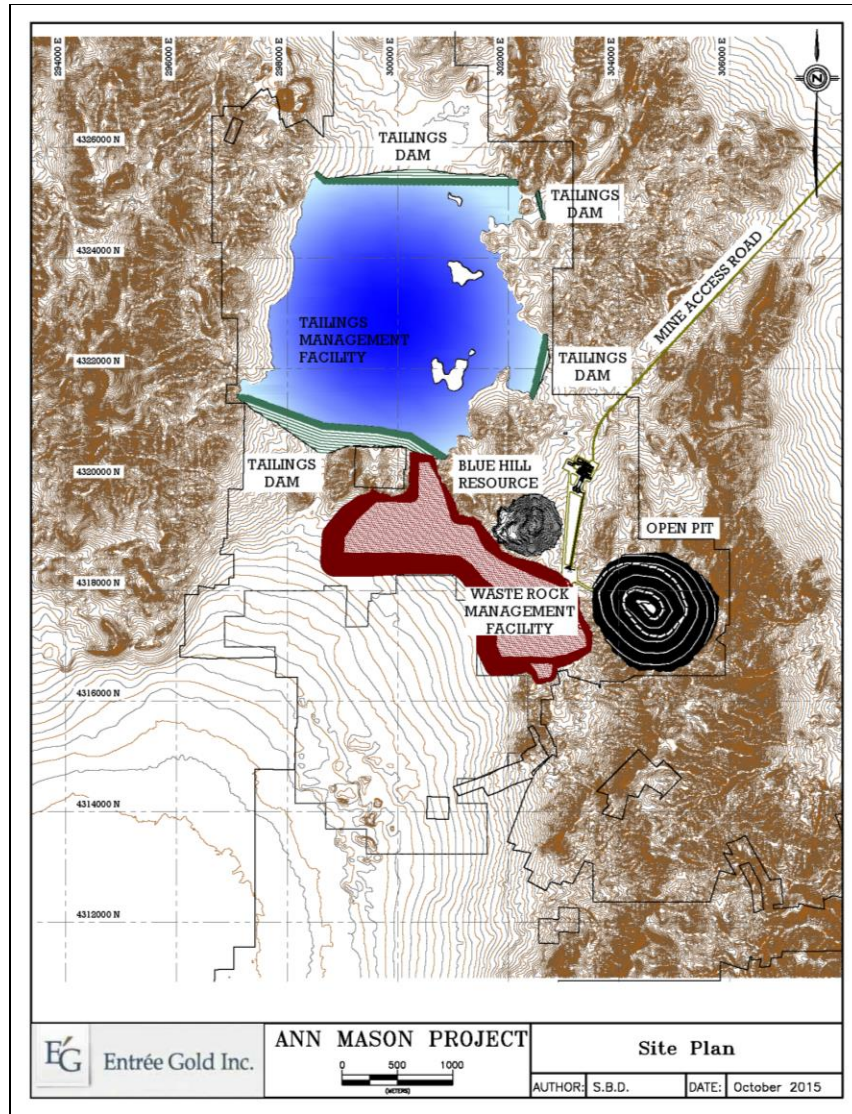 294000 E
296000 E
298000 E
300000 E
302000 E
304000 E
306000 E
N
4326000 N
TAILINGS
DAM
TAILINGS
DAM
4324000 N
MINE ACCESS ROAD
TAILINGS
MANAGEMENT
FACILITY
4322000 N
TAILINGS
DAM
4320000 N
TAILINGS
DAM
BLUE HILL
RESOURCE
OPEN PIT
4318000 N
WASTE ROCK
MANAGEMENT
FACILITY
4316000 N
4314000 N
4312000 N
E'G
Entrée Gold Inc.
ANN MASON PROJECT
0 500 1000
(METERS)
Site Plan
AUTHOR: S.B.D. DATE: October 2015